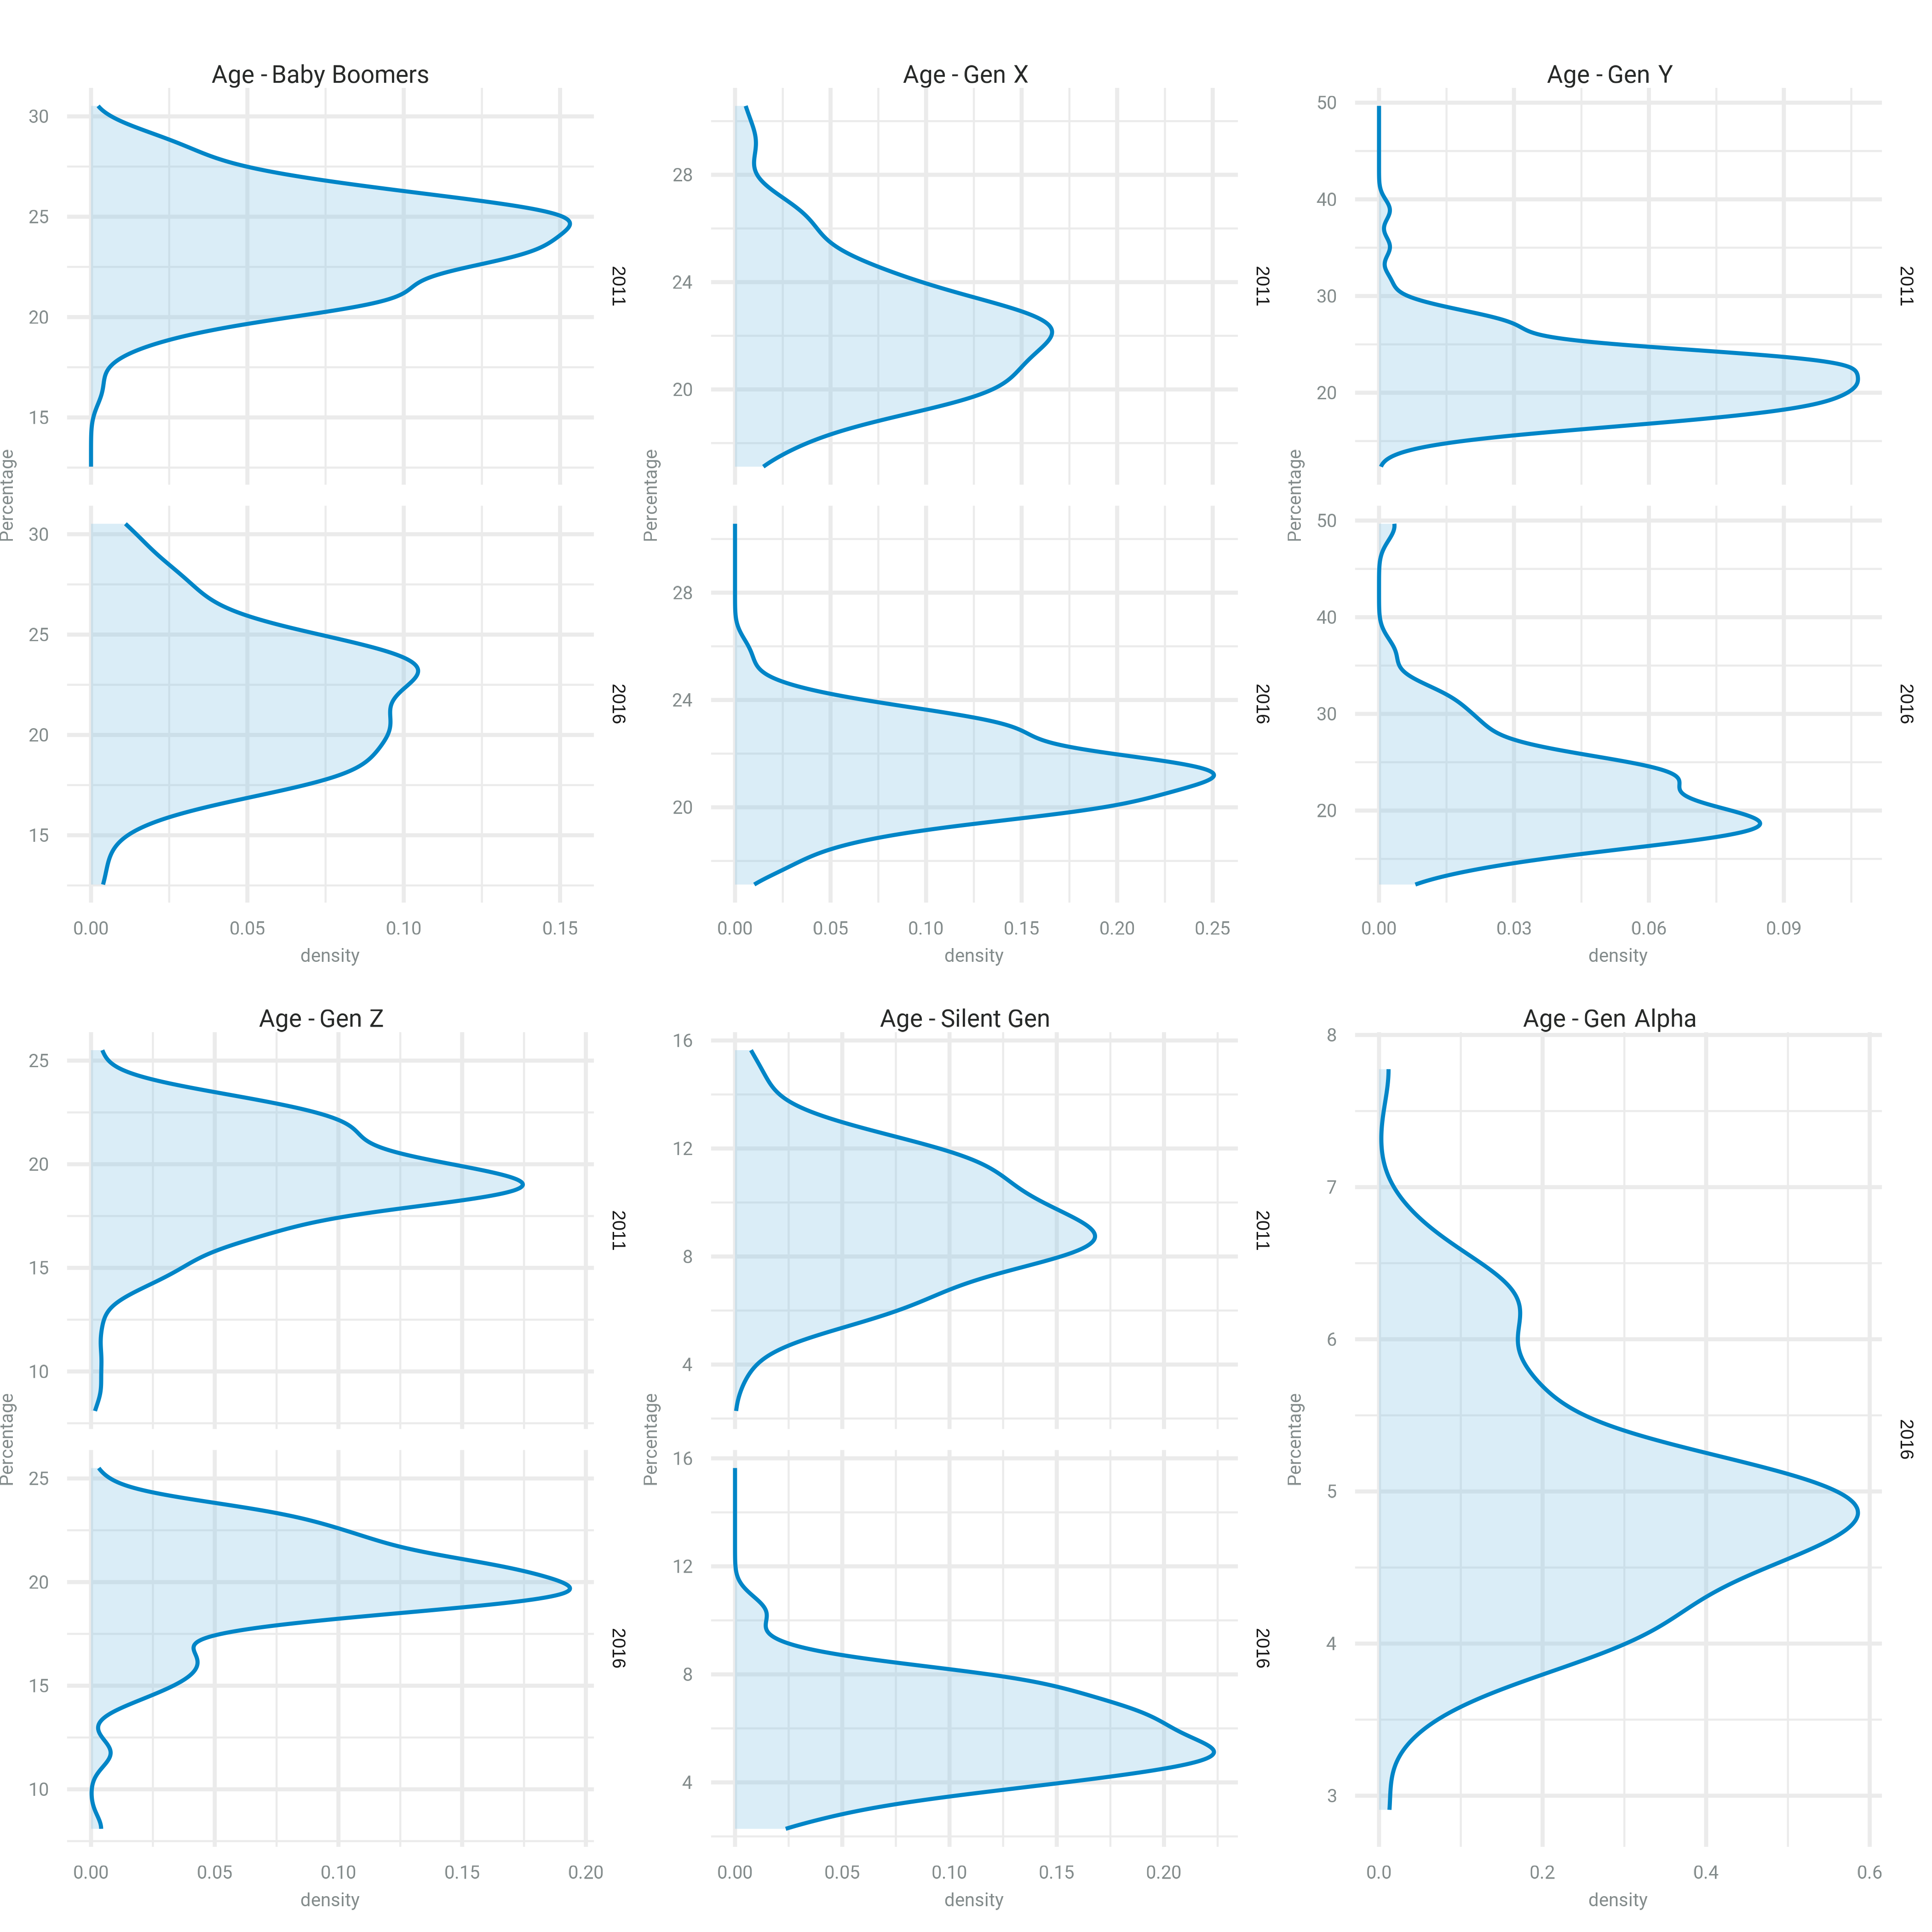 Age - Baby Boomers
Percentage
30
25
20
15
2011
30
25
20
15
2016
0.00 0.05 0.10 0.15
density
Age - Gen X
Percentage
28
24
20
2011
28
24
20
2016
0.00 0.05 0.10 0.15 0.20 0.25
density
Age - Gen Y
Percentage
50
40
30
20
2011
50
40
30
20
2016
0.00 0.03 0.06 0.09
density
Age - Gen Z
Percentage
25
20
15
10
2011
25
20
15
10
2016
0.00 0.05 0.10 0.15 0.20
density
Age - Silent Gen
Percentage
16
12
8
4
2011
16
12
8
4
2016
0.00 0.05 0.10 0.15 0.20
density
Age - Gen Alpha
Percentage
8
7
6
5
4
3
2016
0.0 0.2 0.4 0.6
density